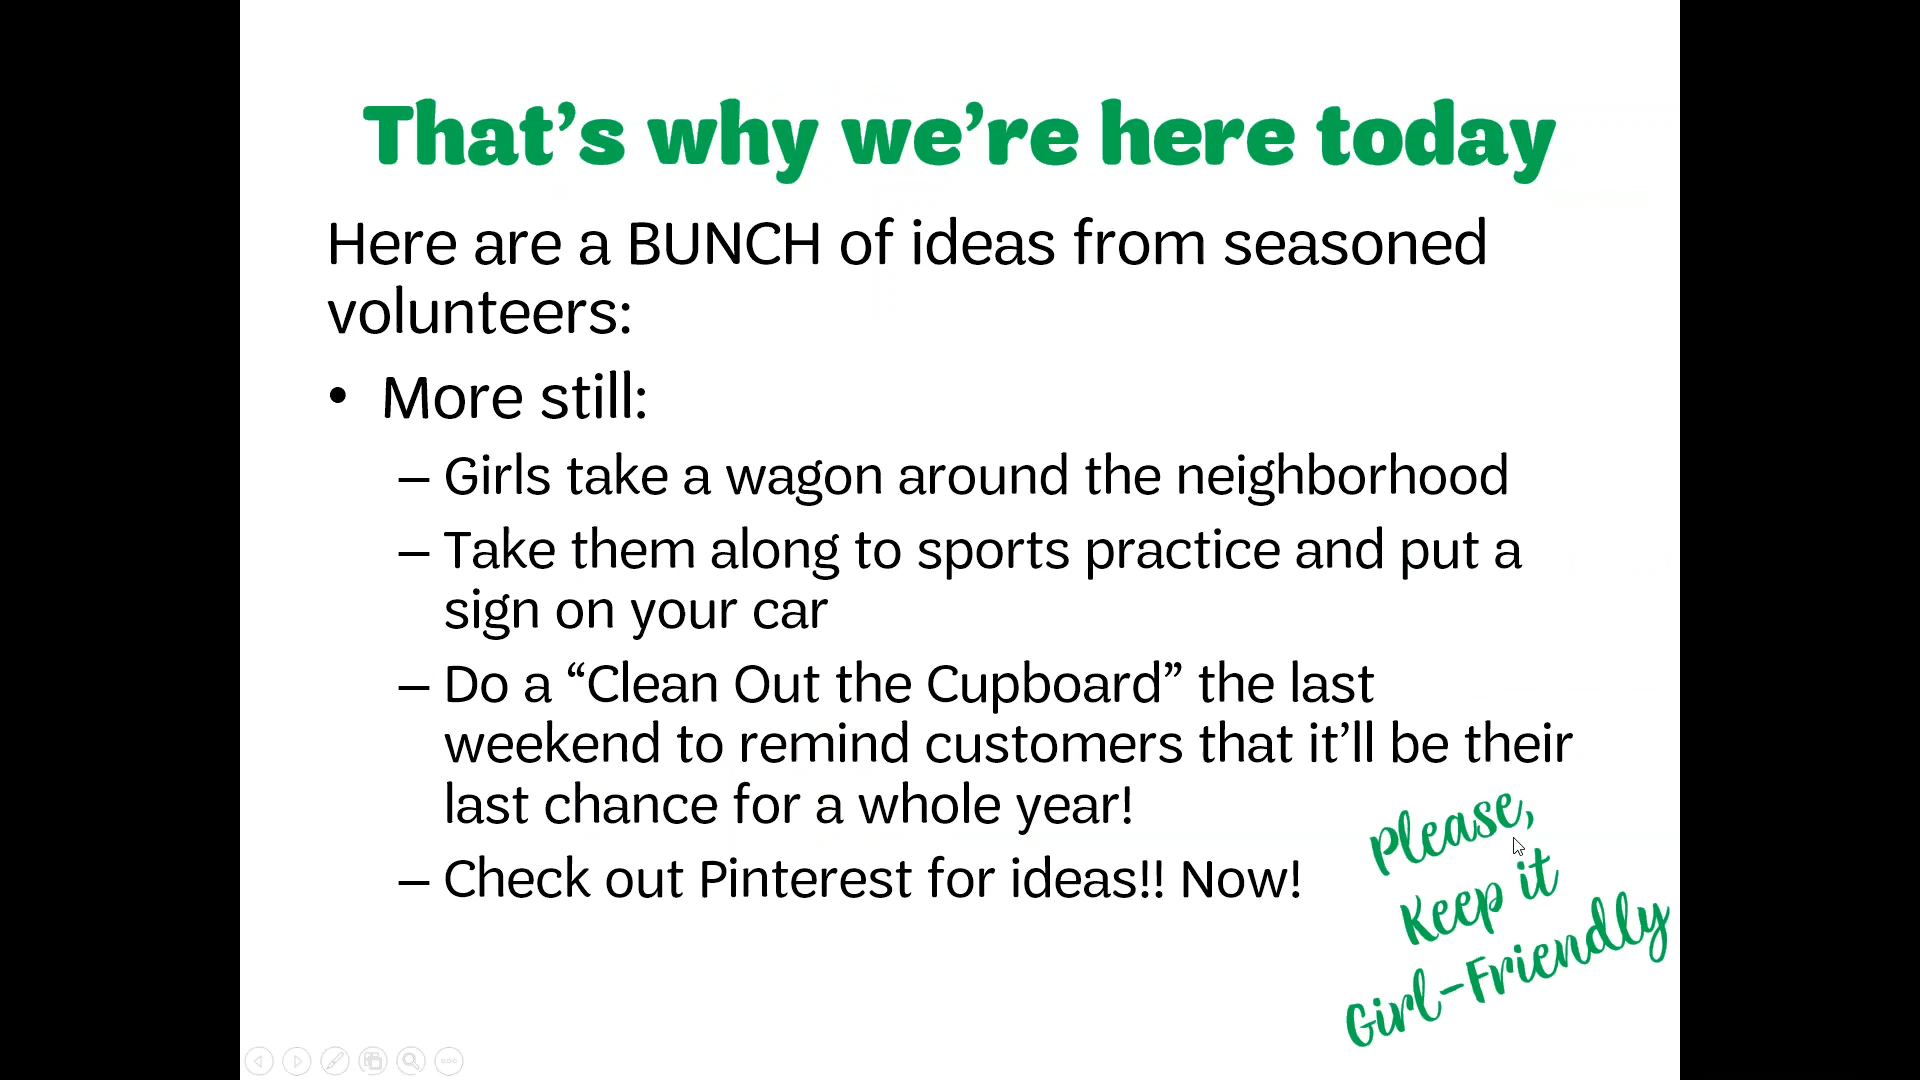 That’s why we’re here today
Here are a BUNCH of ideas from seasoned
volunteers:
• More still:
– Girls take a wagon around the neighborhood
– Take them along to sports practice and put a
sign on your car
– Do a “Clean Out the Cupboard” the last
weekend to remind customers that it’ll be their
last chance for a whole year!
– Check out Pinterest for ideas!! Now!
Please,
Keep it
Girl-Friendly